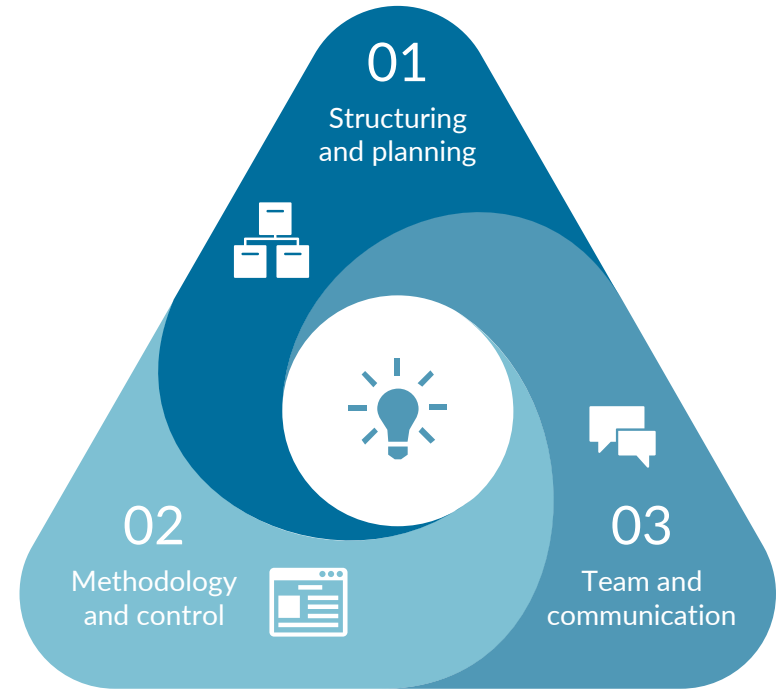 01
Structuring
and planning
02
Methodology
and control
03
Team and
communication